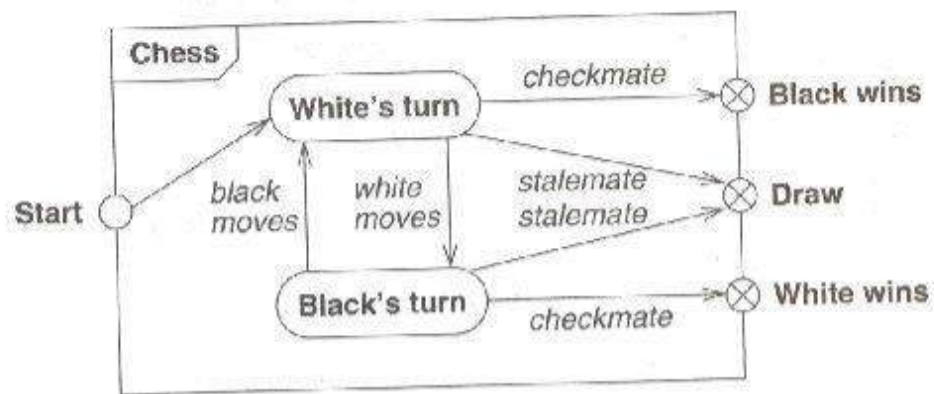 Chess
checkmate
White's turn
Black wins
black
moves
white
moves
stalemate
stalemate
Start
Draw
Black's turn
checkmate
White wins